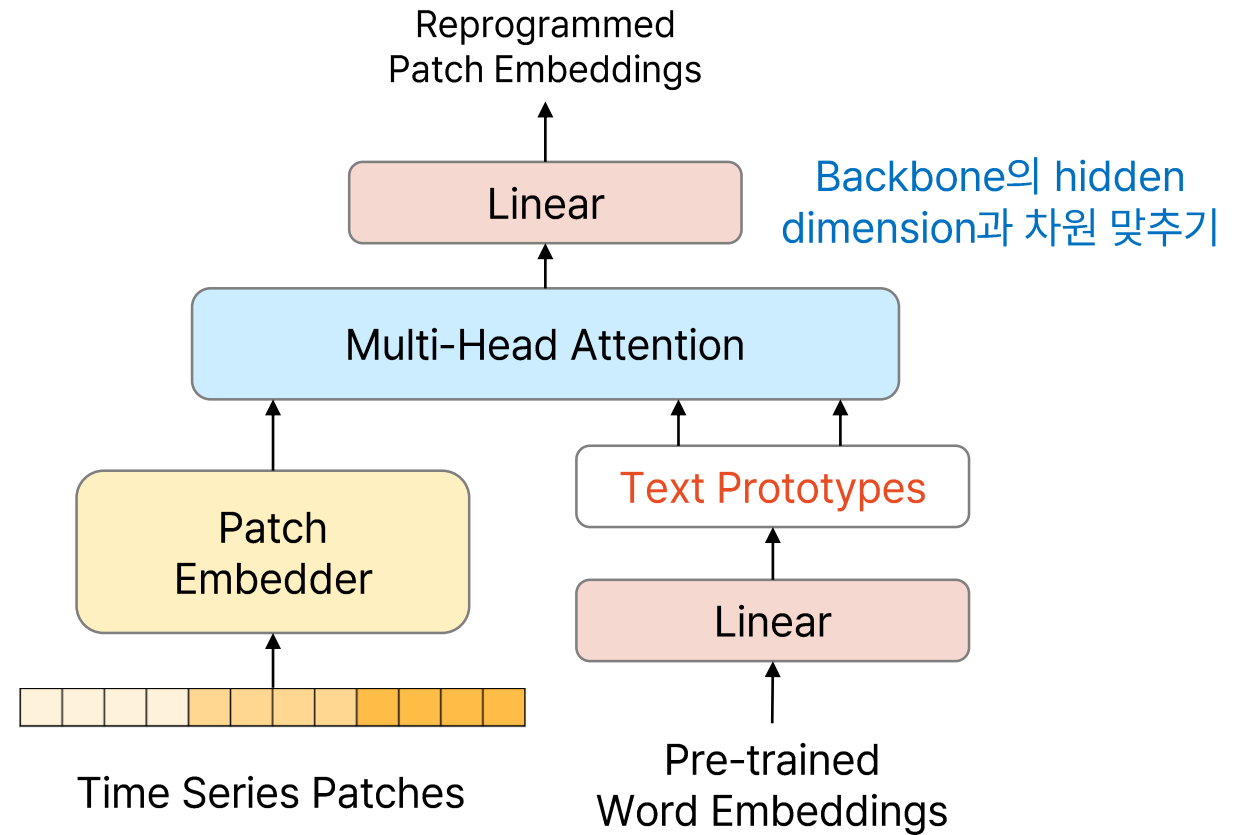 Reprogrammed
Patch Embeddings
Linear
Backbone의 hidden
dimension과 차원 맞추기
Multi-Head Attention
Text Prototypes
Patch
Embedder
Linear
Time Series Patches
Pre-trained
Word Embeddings